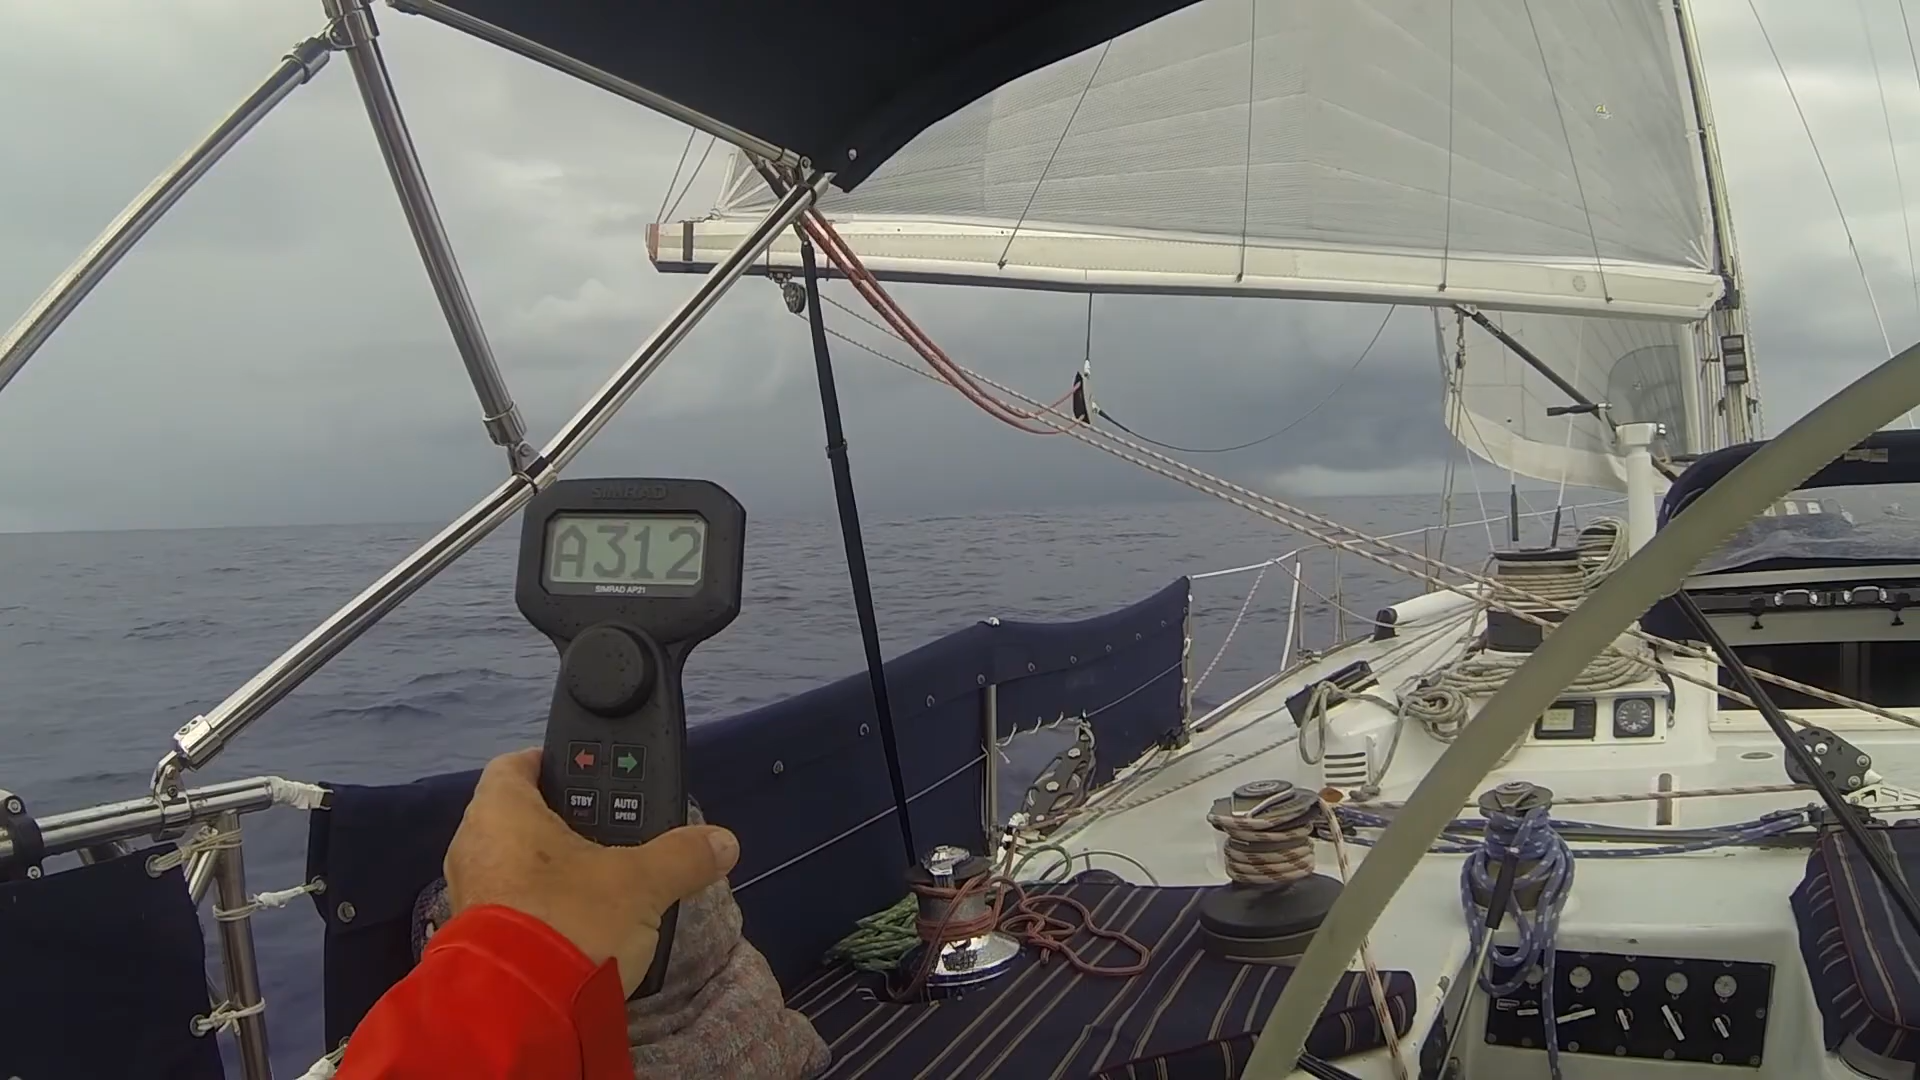 SIMRAD
A312
SIMRAD AP21
STBY
AUTO
SPEED